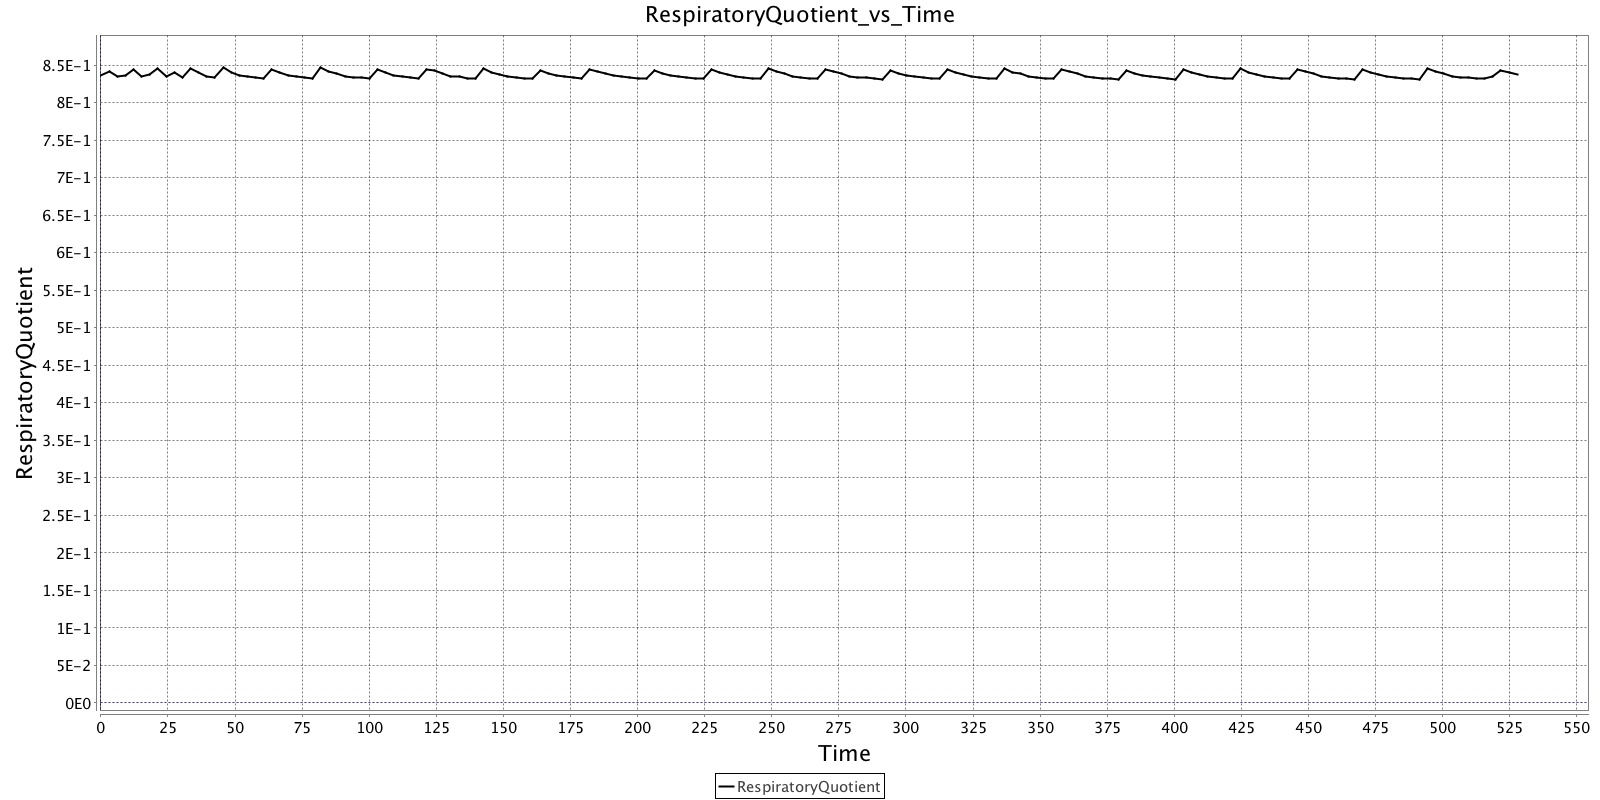 RespiratoryQuotient_vs_Time
RespiratoryQuotient
8.5E-1
8E-1
7.5E-1
7E-1
6.5E-1
6E-1
5.5E-1
5E-1
4.5E-1
4E-1
3.5E-1
3E-1
2.5E-1
2E-1
1.5E-1
1E-1
5E-2
0E0
0 25 50 75 100 125 150 175 200 225 250 275 300 325 350 375 400 425 450 475 500 525 550
Time
RespiratoryQuotient